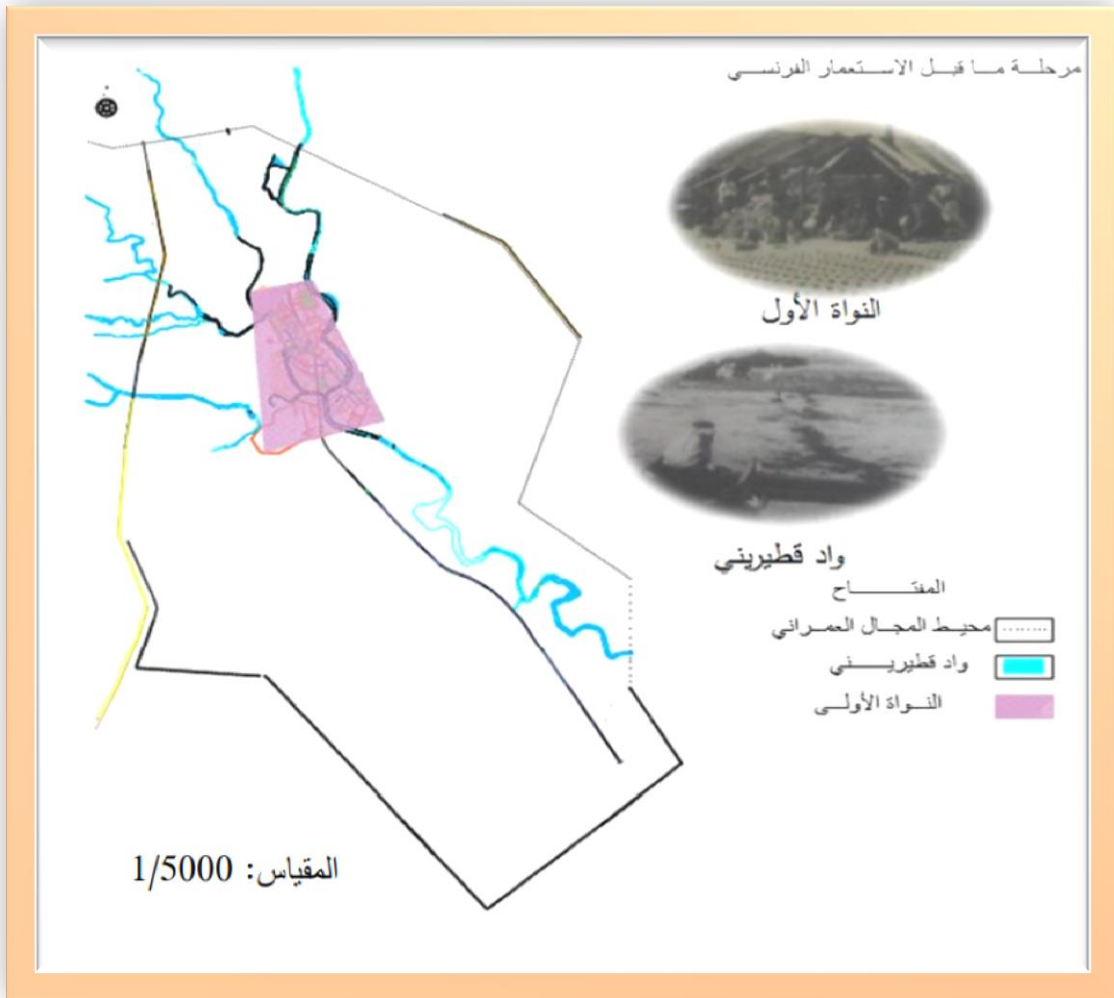 مرحلة ما قبل الاستعمار الفرنسي
النواة الأول
واد قطيريني
المفتاح
محيط المجال العمراني
واد قطيريني
النواة الأولى
المقياس: 1/5000